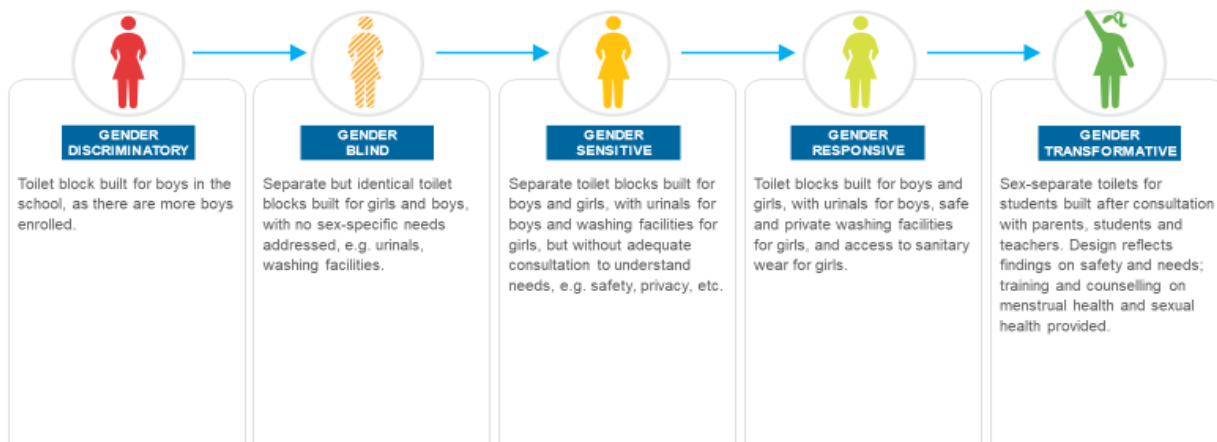 GENDER
DISCRIMINATORY
Toilet block built for boys in the
school, as there are more boys
enrolled.
GENDER
BLIND
Separate but identical toilet
blocks built for girls and boys,
with no sex-specific needs
addressed, e.g. urinals,
washing facilities.
GENDER
SENSITIVE
Separate toilet blocks built for
boys and girls, with urinals for
boys and washing facilities for
girls, but without adequate
consultation to understand
needs, e.g. safety, privacy, etc.
GENDER
RESPONSIVE
Toilet blocks built for boys and
girls, with urinals for boys, safe
and private washing facilities
for girls, and access to sanitary
wear for girls.
GENDER
TRANSFORMATIVE
Sex-separate toilets for
students built after consultation
with parents, students and
teachers. Design reflects
findings on safety and needs;
training and counselling on
menstrual health and sexual
health provided.